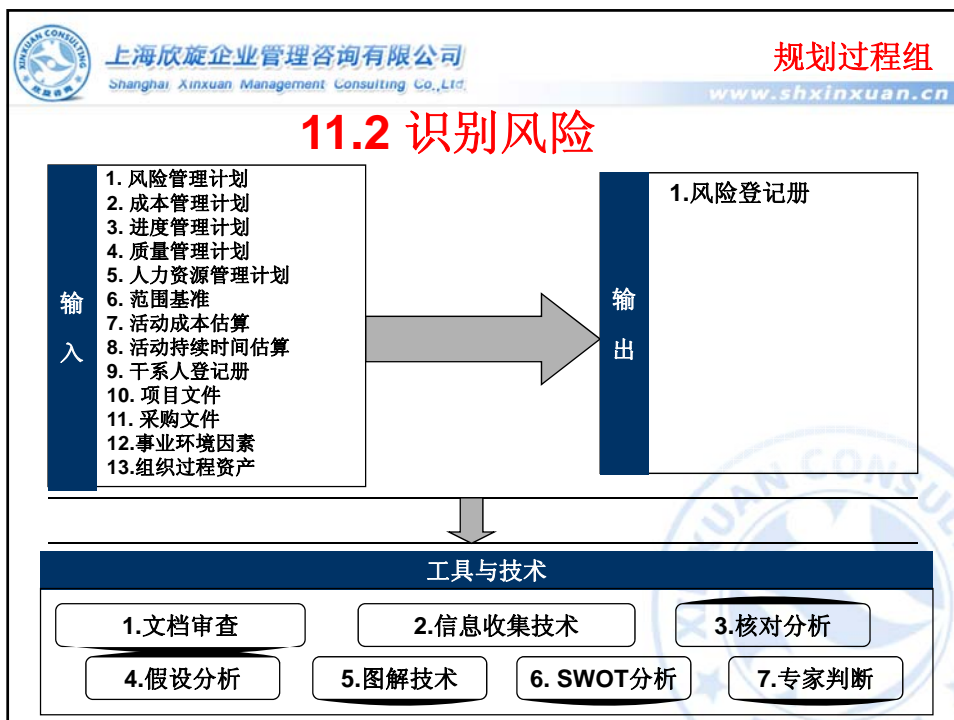 上海欣旋企业管理咨询有限公司
Shanghai Xinxuan Management Consulting Co.,Ltd.
规划过程组
www.shxinxuan.cn
XINXUAN CONSULTING
欣旋咨询
11.2 识别风险
输入
1. 风险管理计划
2. 成本管理计划
3. 进度管理计划
4. 质量管理计划
5. 人力资源管理计划
6. 范围基准
7. 活动成本估算
8. 活动持续时间估算
9. 干系人登记册
10. 项目文件
11. 采购文件
12.事业环境因素
13.组织过程资产
输出
1.风险登记册
工具与技术
1.文档审查
2.信息收集技术
3.核对分析
4.假设分析
5.图解技术
6. SWOT分析
7.专家判断
XINXUAN CONSULTING